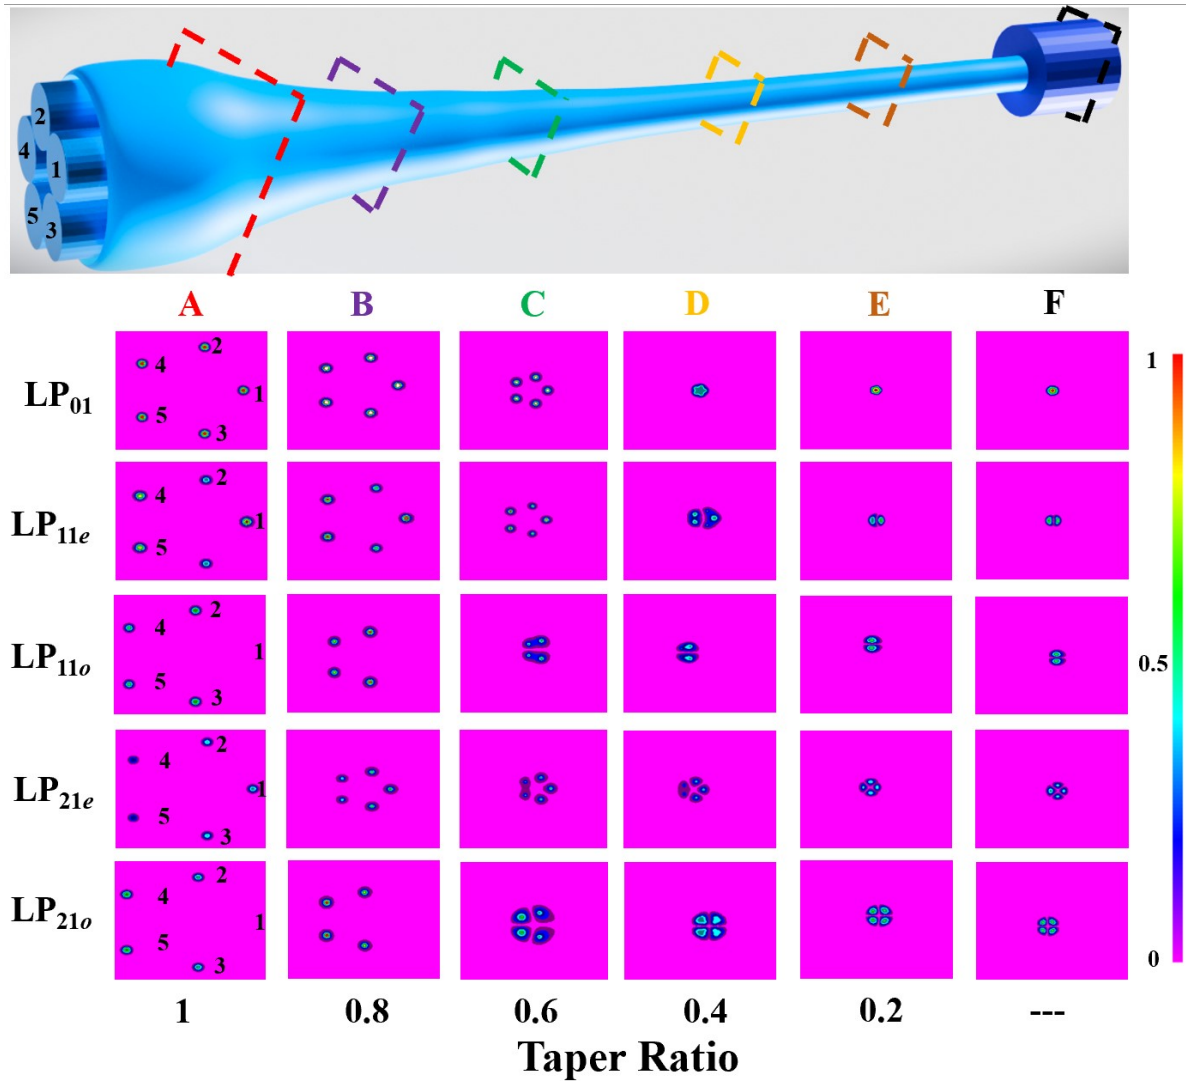 2
4
1
5
3
A B C D E F
LP01
4 2 1 5 3
1
LP11e
4 2 1 5
LP11o
2 4 1 5 3
0.5
LP21e
4 2 1 5 3
LP21o
4 2 1 5 3
0
1 0.8 0.6 0.4 0.2 ---
Taper Ratio